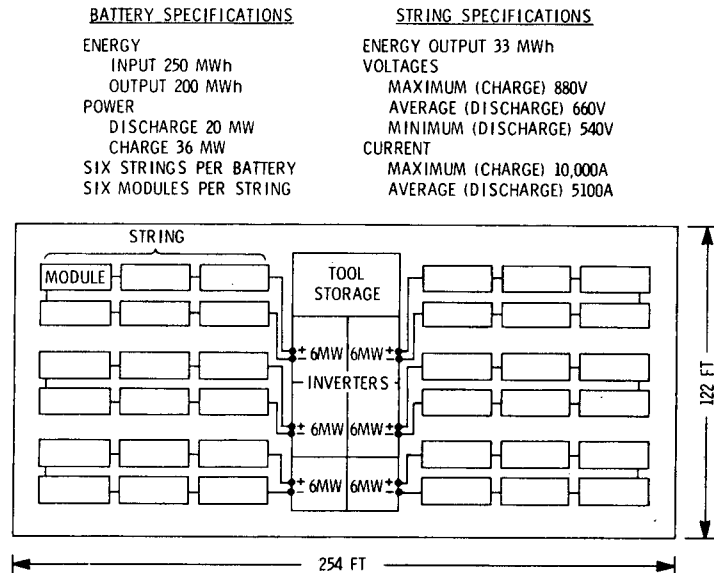 BATTERY SPECIFICATIONS
ENERGY
INPUT 250 MWh
OUTPUT 200 MWh
POWER
DISCHARGE 20 MW
CHARGE 36 MW
SIX STRINGS PER BATTERY
SIX MODULES PER STRING
STRING SPECIFICATIONS
ENERGY OUTPUT 33 MWh
VOLTAGES
MAXIMUM (CHARGE) 880V
AVERAGE (DISCHARGE) 660V
MINIMUM (DISCHARGE) 540V
CURRENT
MAXIMUM (CHARGE) 10,000A
AVERAGE (DISCHARGE) 5100A
STRING
MODULE
TOOL
STORAGE
+ 6MW 6MW +
- -
INVERTERS
+ 6MW 6MW +
- -
+ 6MW 6MW +
- -
122 FT
254 FT